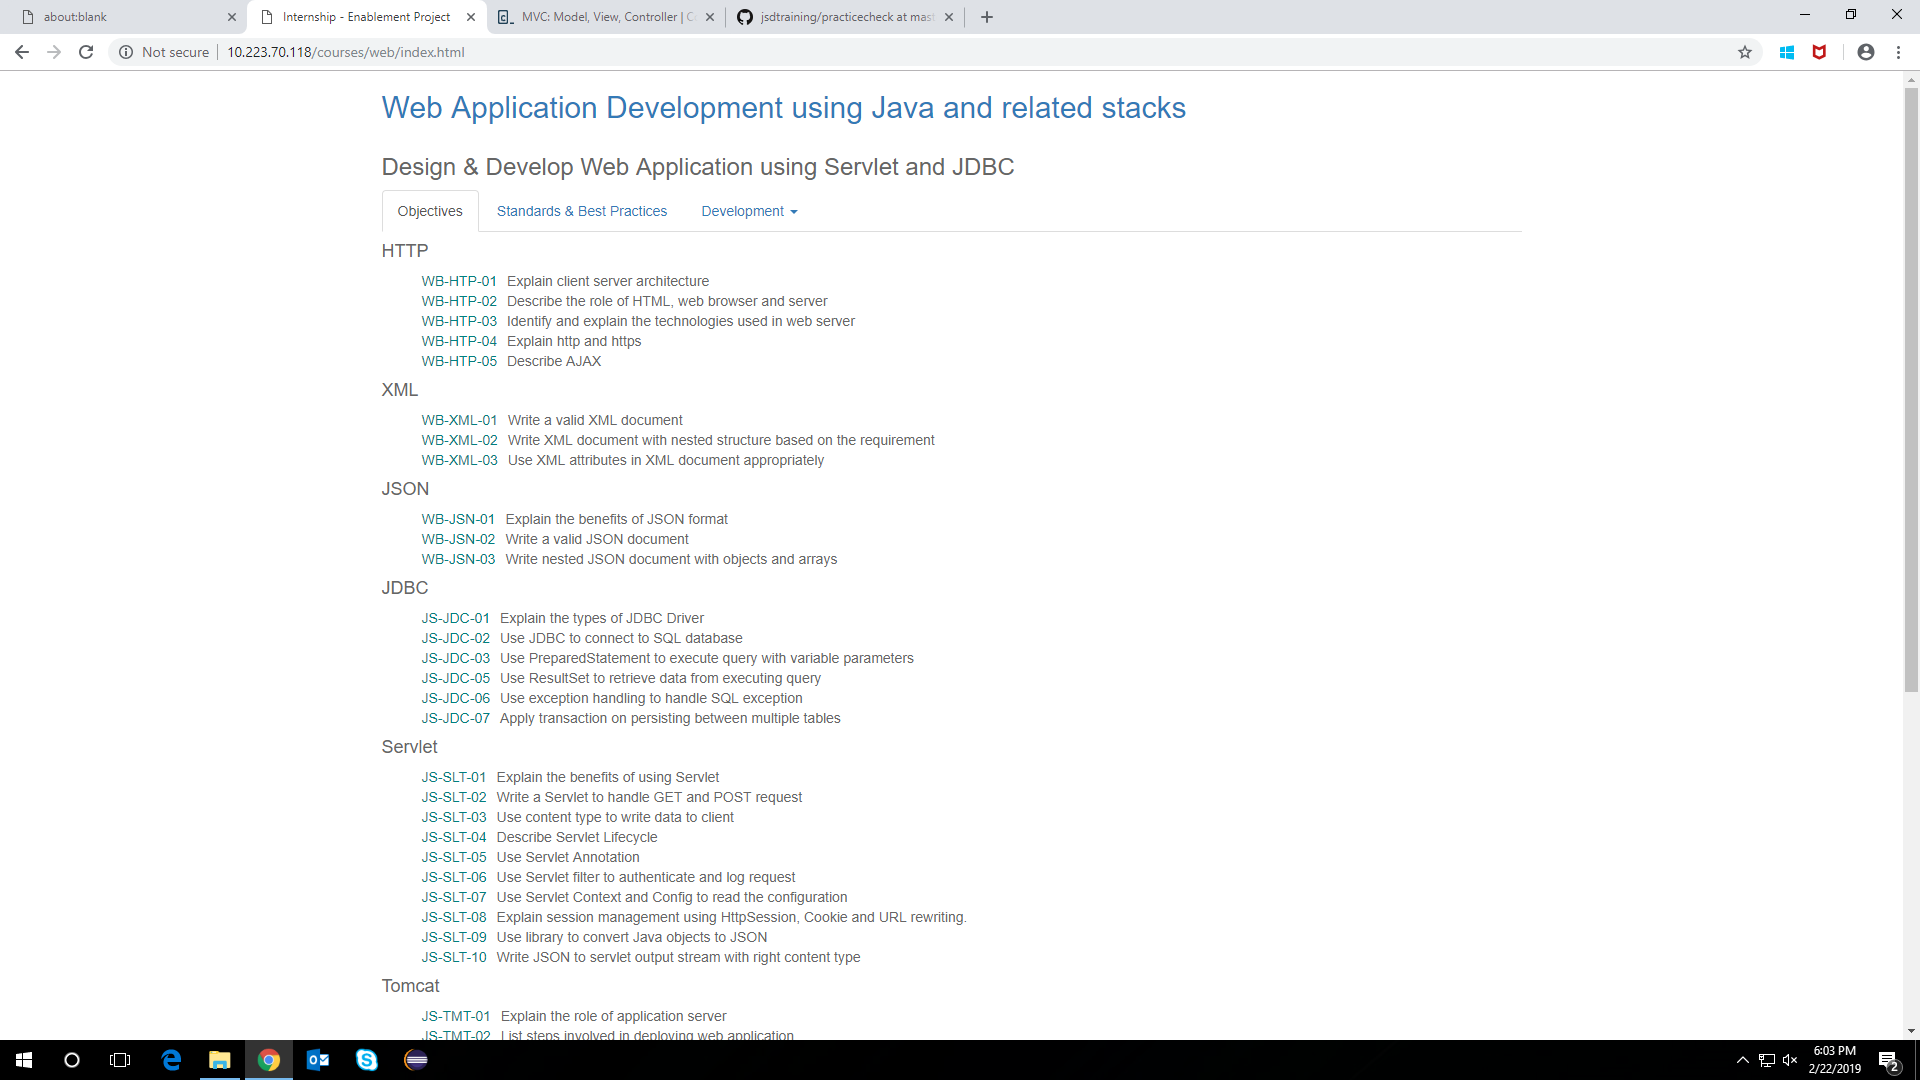 about:blank
Internship - Enablement Project
MVC: Model, View, Controller |
jsdtraining/practicecheck at mas
Not secure
10.223.70.118/courses/web/index.html
Web Application Development using Java and related stacks
Design & Develop Web Application using Servlet and JDBC
Objectives Standards & Best Practices Development
HTTP
WB-HTP-01 Explain client server architecture
WB-HTP-02 Describe the role of HTML, web browser and server
WB-HTP-03 Identify and explain the technologies used in web server
WB-HTP-04 Explain http and https
WB-HTP-05 Describe AJAX
XML
WB-XML-01 Write a valid XML document
WB-XML-02 Write XML document with nested structure based on the requirement
WB-XML-03 Use XML attributes in XML document appropriately
JSON
WB-JSN-01 Explain the benefits of JSON format
WB-JSN-02 Write a valid JSON document
WB-JSN-03 Write nested JSON document with objects and arrays
JDBC
JS-JDC-01 Explain the types of JDBC Driver
JS-JDC-02 Use JDBC to connect to SQL database
JS-JDC-03 Use PreparedStatement to execute query with variable parameters
JS-JDC-05 Use ResultSet to retrieve data from executing query
JS-JDC-06 Use exception handling to handle SQL exception
JS-JDC-07 Apply transaction on persisting between multiple tables
Servlet
JS-SLT-01 Explain the benefits of using Servlet
JS-SLT-02 Write a Servlet to handle GET and POST request
JS-SLT-03 Use content type to write data to client
JS-SLT-04 Describe Servlet Lifecycle
JS-SLT-05 Use Servlet Annotation
JS-SLT-06 Use Servlet filter to authenticate and log request
JS-SLT-07 Use Servlet Context and Config to read the configuration
JS-SLT-08 Explain session management using HttpSession, Cookie and URL rewriting.
JS-SLT-09 Use library to convert Java objects to JSON
JS-SLT-10 Write JSON to servlet output stream with right content type
Tomcat
JS-TMT-01 Explain the role of application server
JS-TMT-02 List steps involved in deploying web application
6:03 PM
2/22/2019
2